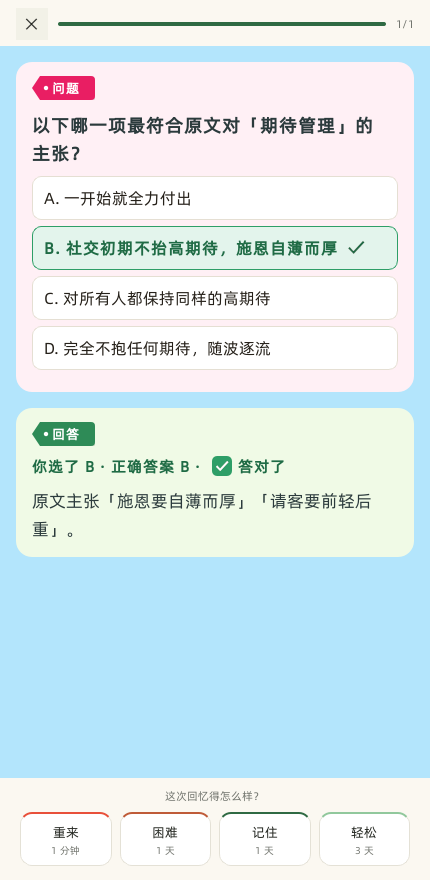 1/1
• 问题
以下哪一项最符合原文对「期待管理」的
主张?
A. 一开始就全力付出
B. 社交初期不抬高期待，施恩自薄而厚
C. 对所有人都保持同样的高期待
D. 完全不抱任何期待，随波逐流
• 回答
你选了 B · 正确答案 B · ✅ 答对了
原文主张「施恩要自薄而厚」「请客要前轻后
重」。
这次回忆得怎么样?
重来 困难 记住 轻松
1 分钟 1 天 1 天 3 天